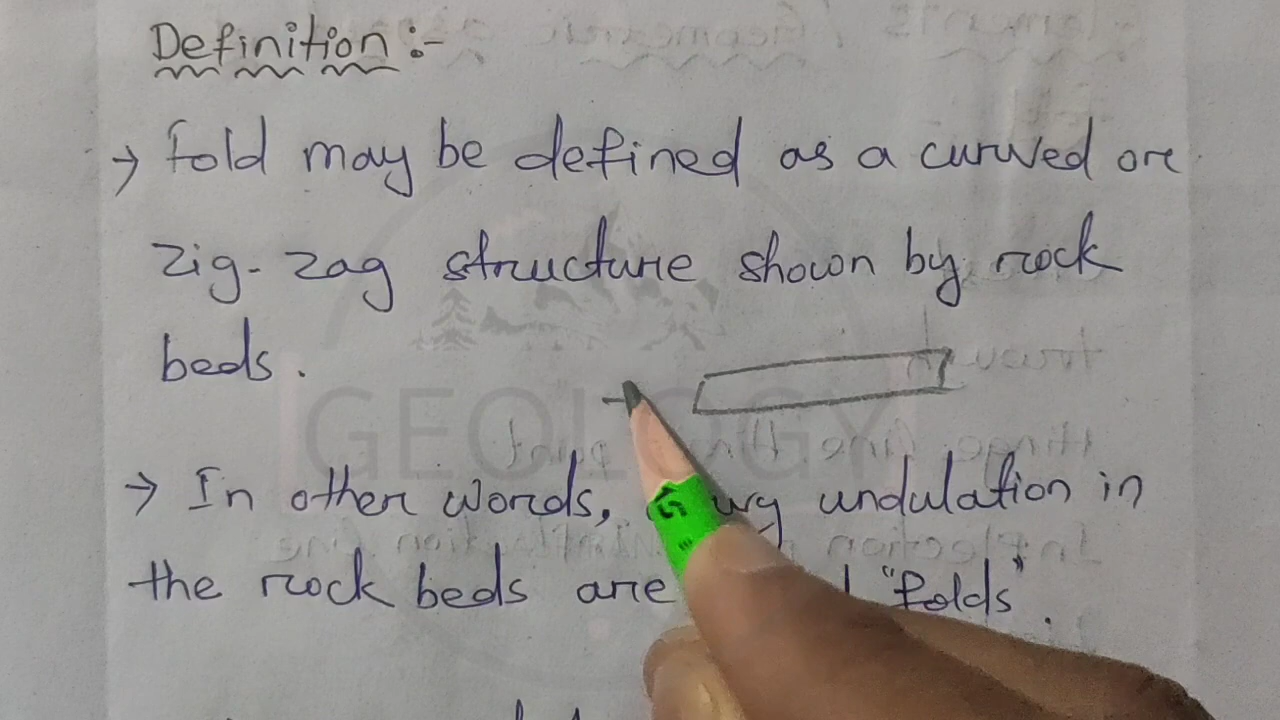 Definition :-
→ Fold may be defined as a curved or
zig-zag structure shown by rock
beds.
GEOLOGY
→ In other words, undulation in
the rock beds are "folds".